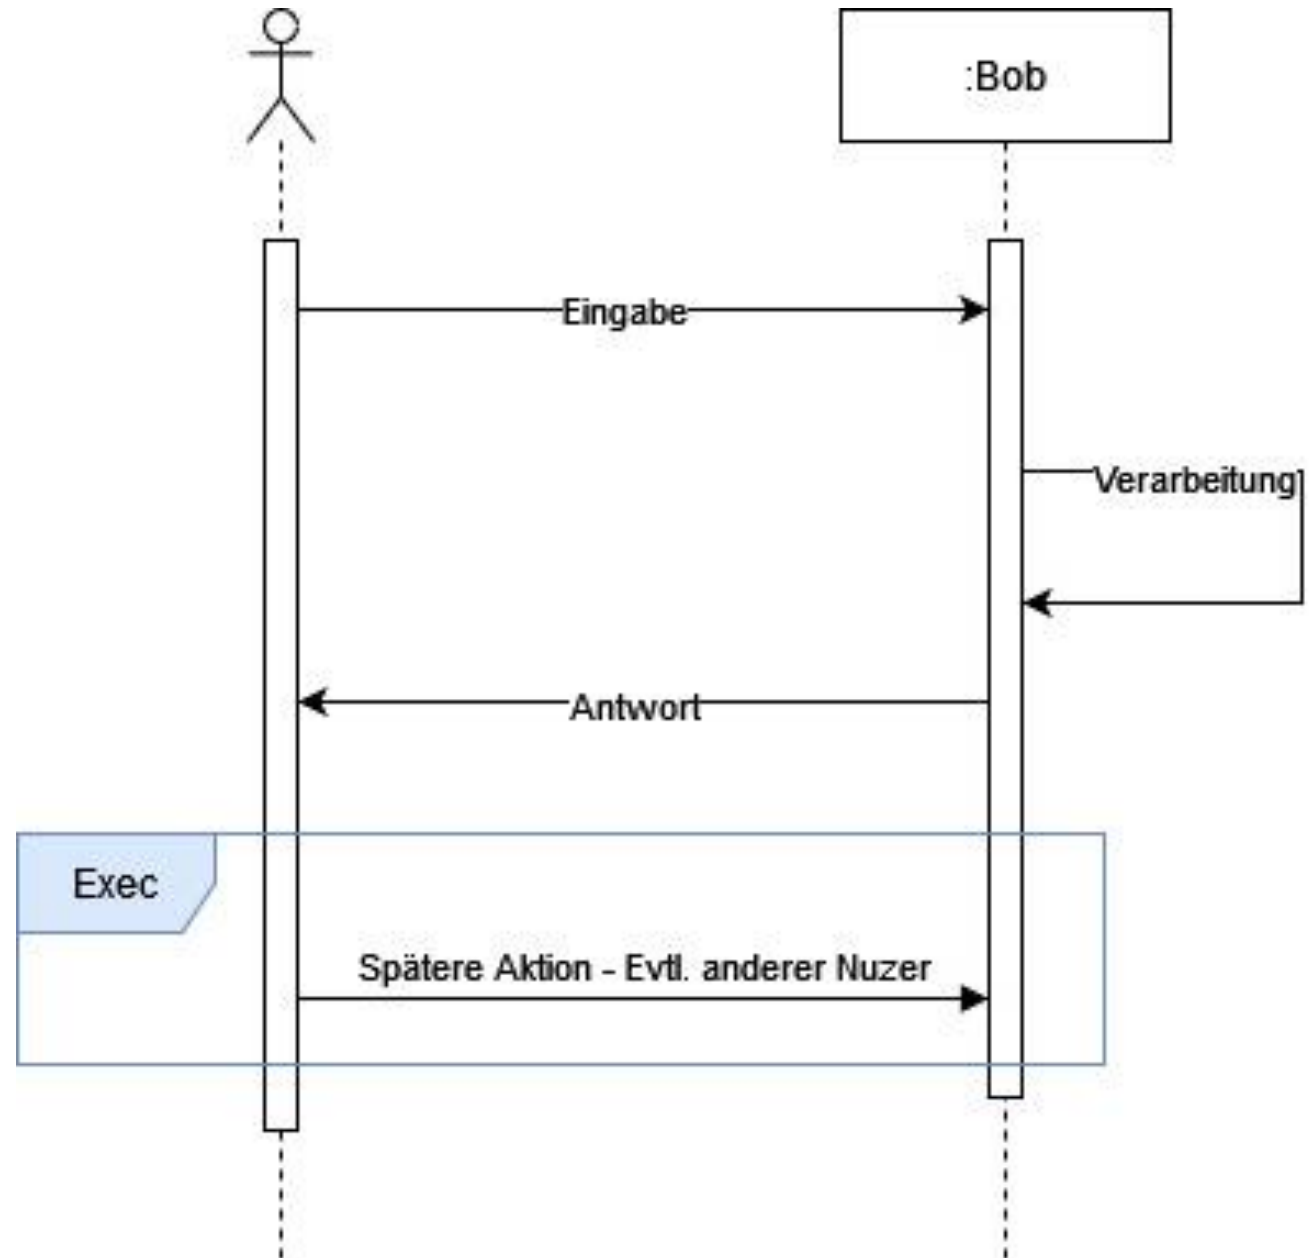 :Bob
Eingabe
Verarbeitung
Antwort
Exec
Spätere Aktion - Evtl. anderer Nuzer